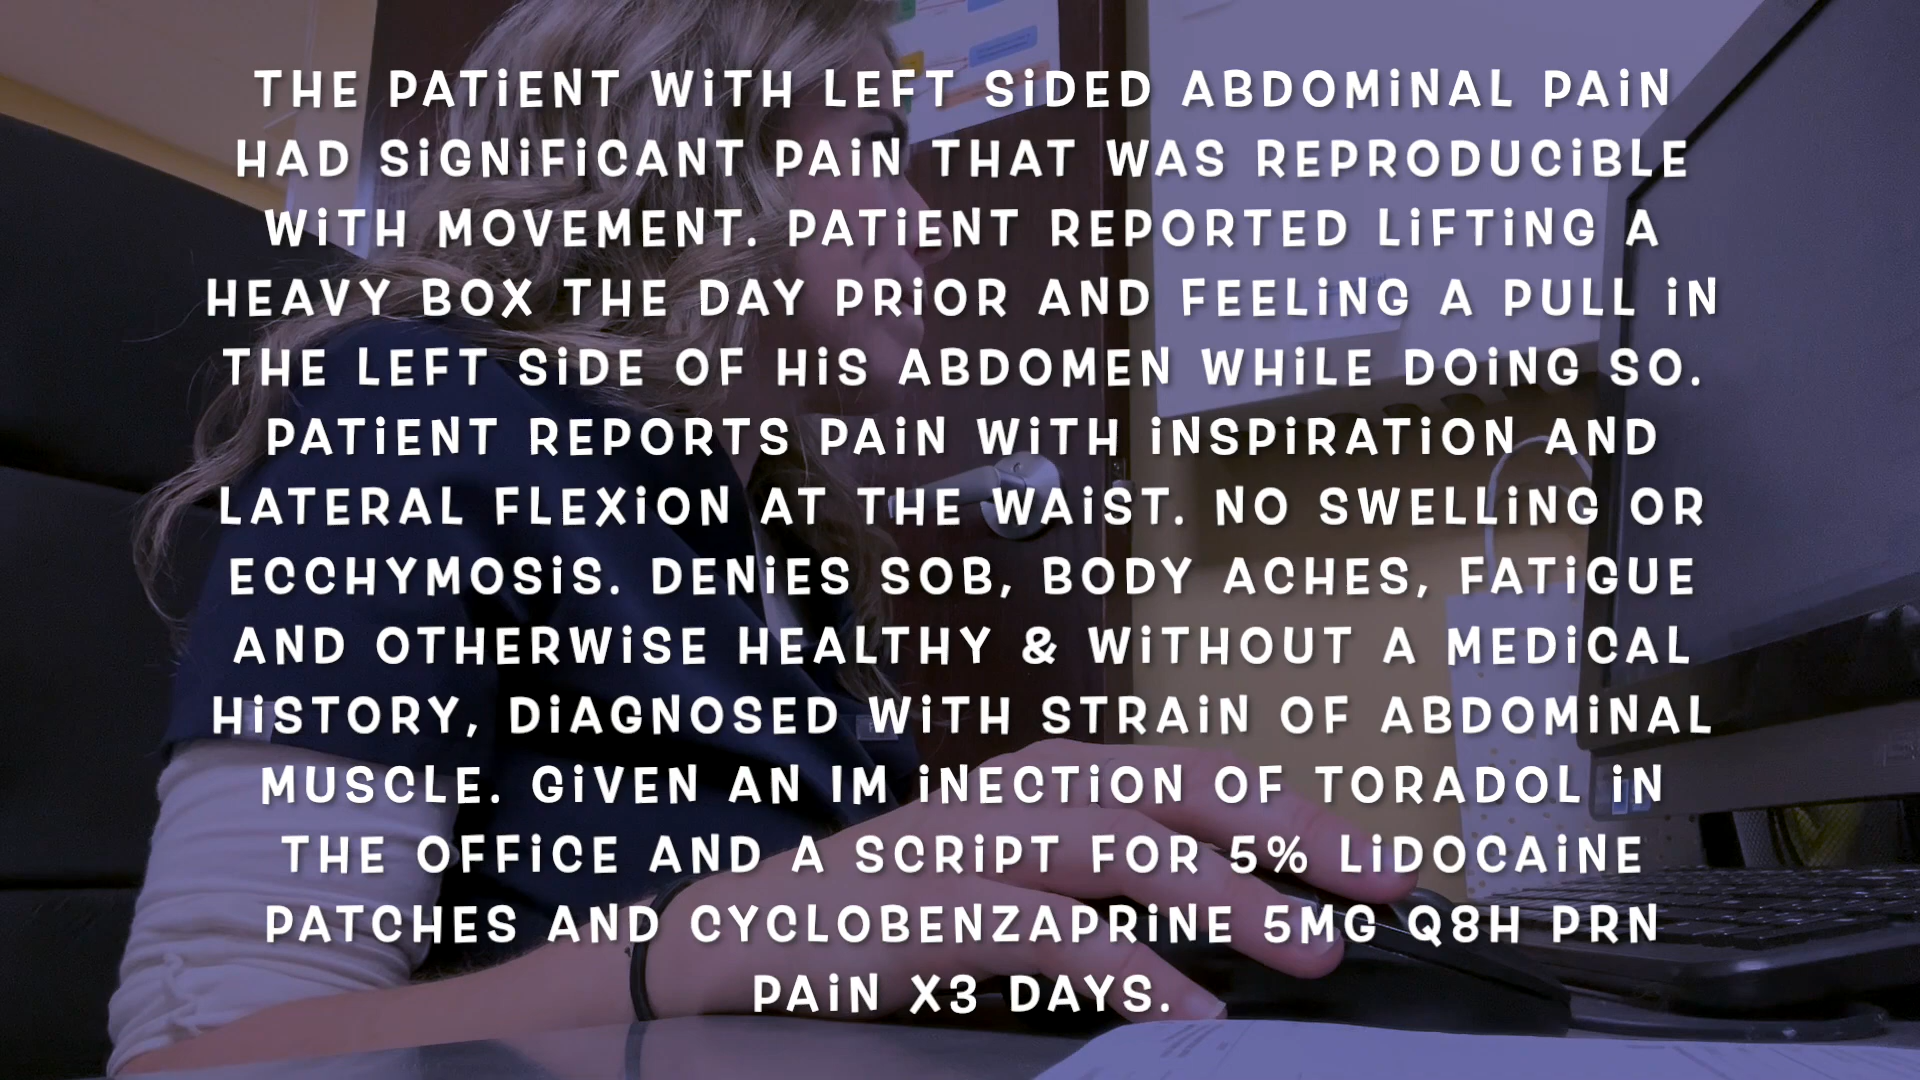 THE PATiENT WiTH LEFT SiDED ABDOMiNAL PAiN
HAD SiGNiFiCANT PAiN THAT WAS REPRODUCiBLE
WiTH MOVEMENT. PATiENT REPORTED LiFTiNG A
HEAVY BOX THE DAY PRiOR AND FEELiNG A PULL iN
THE LEFT SiDE OF HiS ABDOMEN WHiLE DOiNG SO.
PATiENT REPORTS PAiN WiTH iNSPiRATiON AND
LATERAL FLEXiON AT THE WAiST. NO SWELLiNG OR
ECCHYMOSiS. DENiES SOB, BODY ACHES, FATiGUE
AND OTHERWiSE HEALTHY & WiTHOUT A MEDiCAL
HiSTORY, DiAGNOSED WiTH STRAiN OF ABDOMiNAL
MUSCLE. GiVEN AN IM iNECTiON OF TORADOL iN
THE OFFiCE AND A SCRiPT FOR 5% LiDOCAiNE
PATCHES AND CYCLOBENZAPRiNE 5MG Q8H PRN
PAiN X3 DAYS.